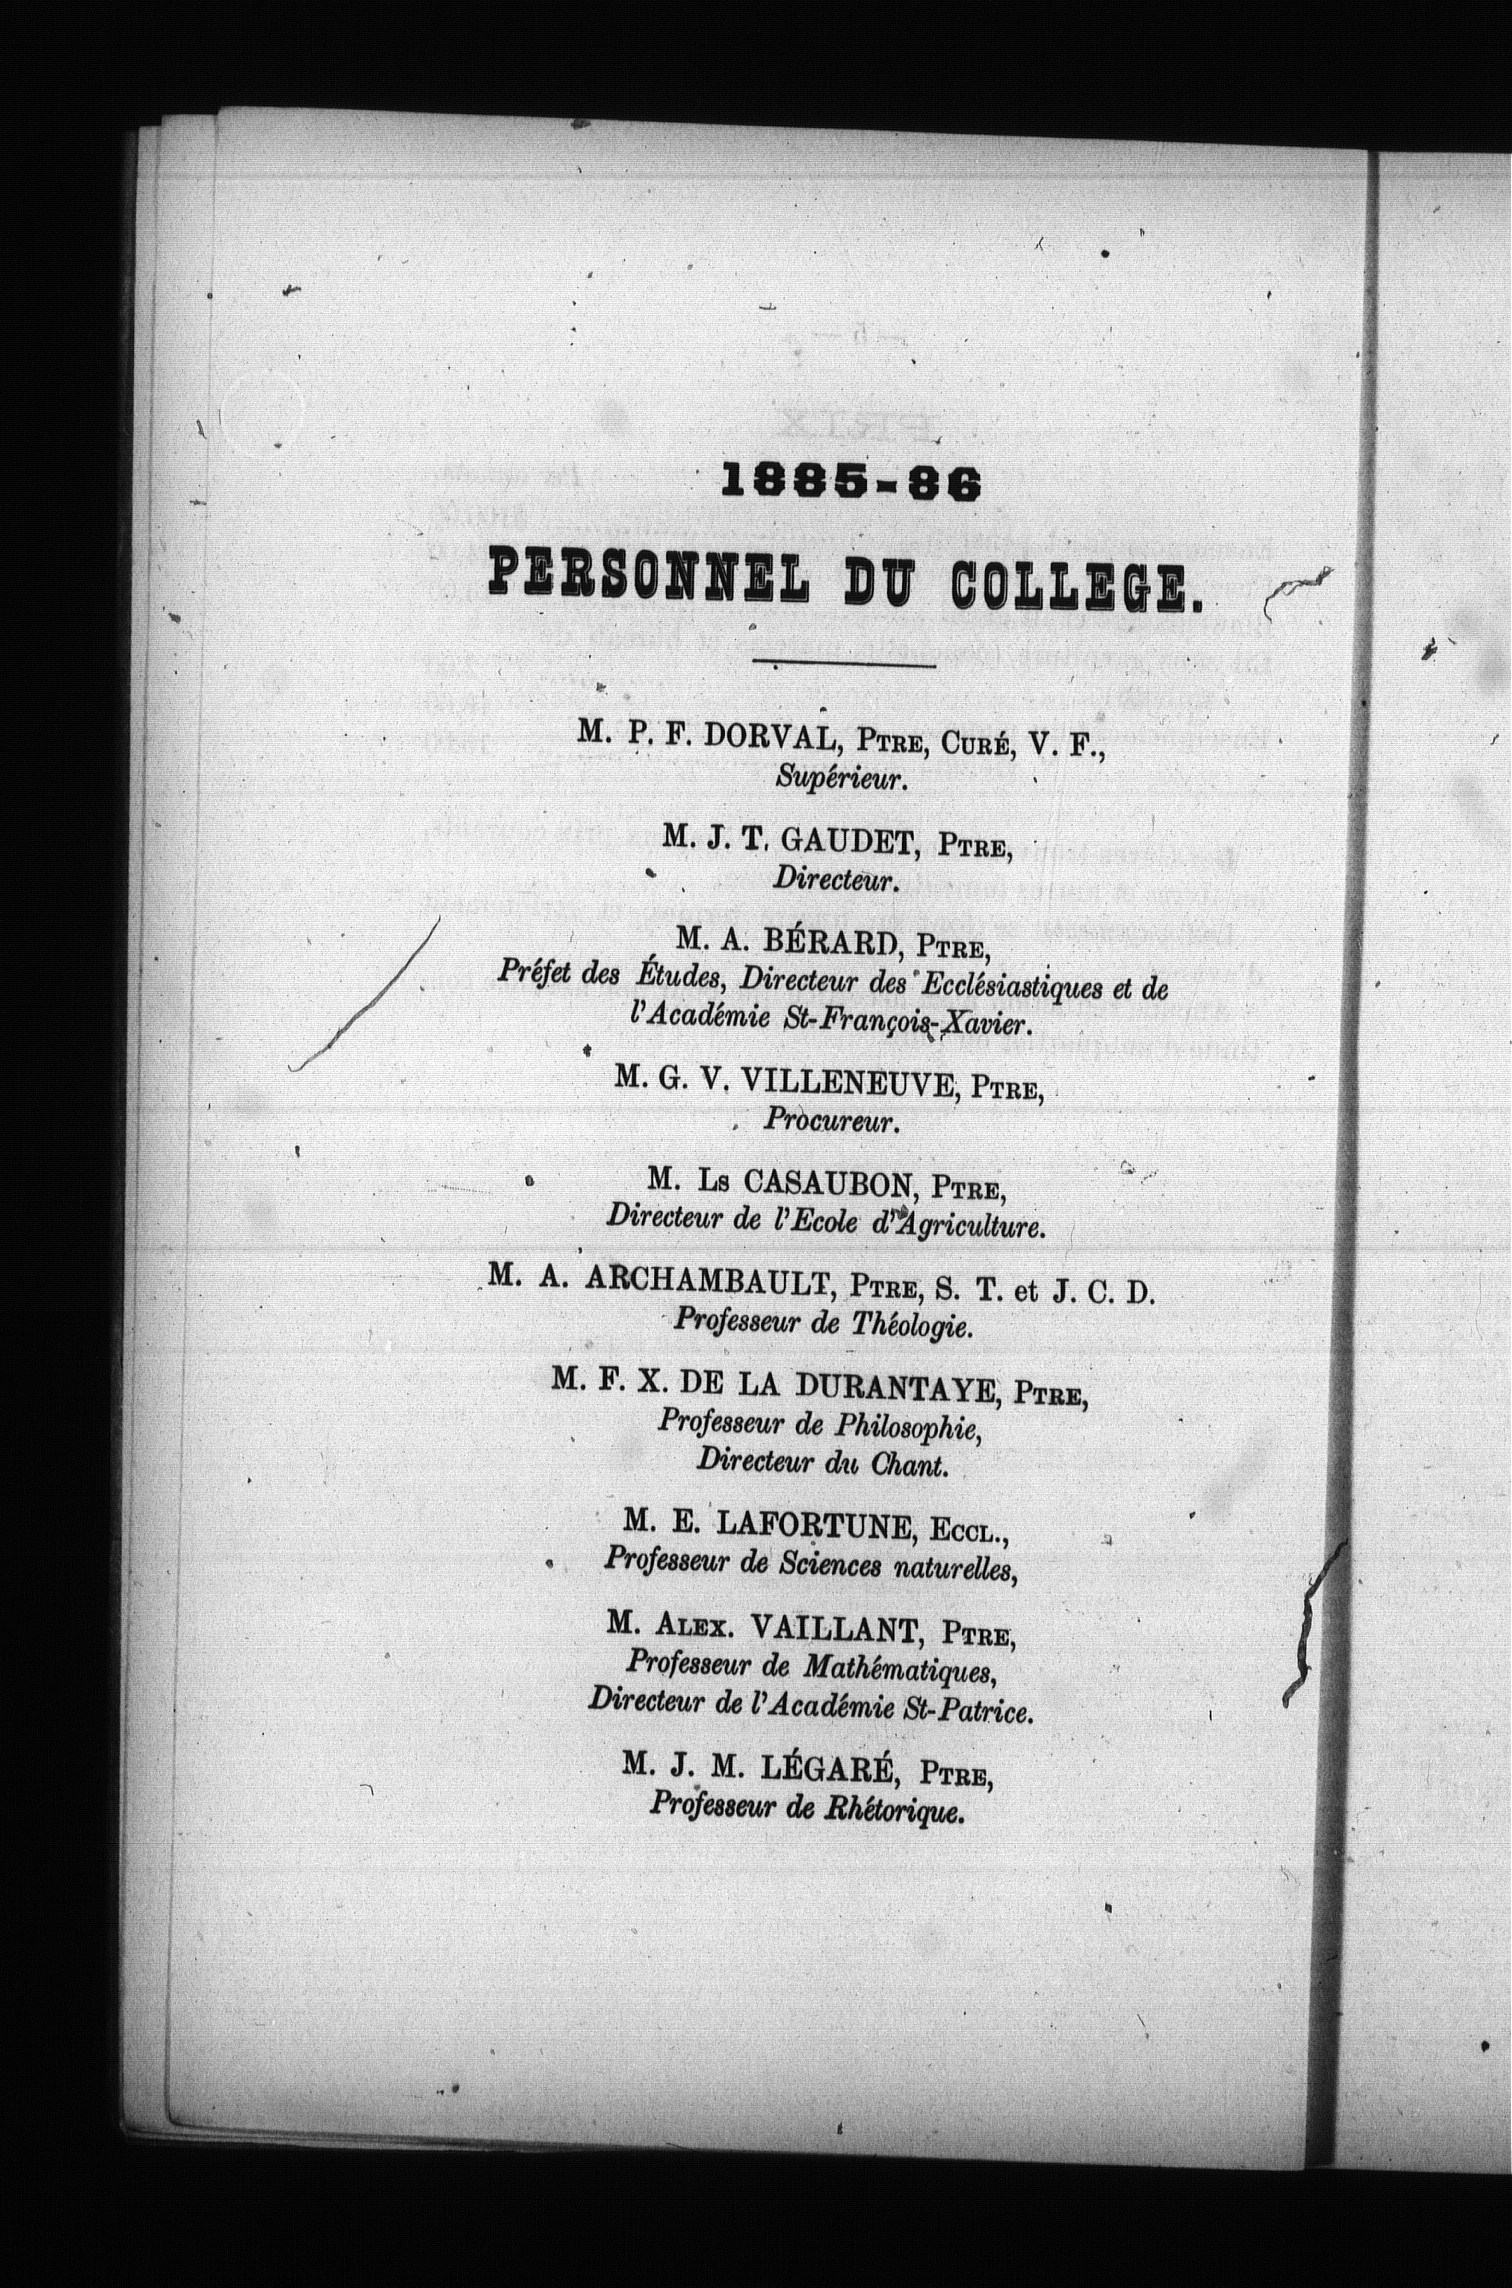 1885-86
PERSONNEL DU COLLEGE.
M. P. F. DORVAL, PTRE, CURÉ, V. F.,
Supérieur.
M. J. T. GAUDET, PTRE,
Directeur.
M. A. BÉRARD, PTRE,
Préfet des Études, Directeur des Ecclésiastiques et de
l'Académie St-François-Xavier.
M. G. V. VILLENEUVE, PTRE,
Procureur.
M. Ls CASAUBON, PTRE,
Directeur de l'Ecole d'Agriculture.
M. A. ARCHAMBAULT, PTRE, S. T. et J. C. D.
Professeur de Théologie.
M. F. X. DE LA DURANTAYE, PTRE,
Professeur de Philosophie,
Directeur du Chant.
M. E. LAFORTUNE, ECCL.,
Professeur de Sciences naturelles,
M. ALEX. VAILLANT, PTRE,
Professeur de Mathématiques,
Directeur de l'Académie St-Patrice.
M. J. M. LÉGARÉ, PTRE,
Professeur de Rhétorique.